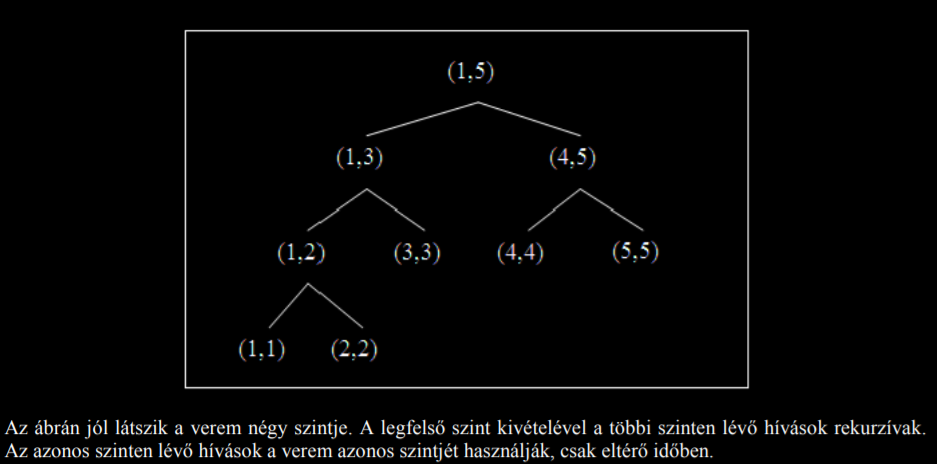 (1,5)
(1,3) (4,5)
(1,2) (3,3) (4,4) (5,5)
(1,1) (2,2)
Az ábrán jól látszik a verem négy szintje. A legfelső szint kivételével a többi szinten lévő hívások rekurzívak.
Az azonos szinten lévő hívások a verem azonos szintjét használják, csak eltérő időben.